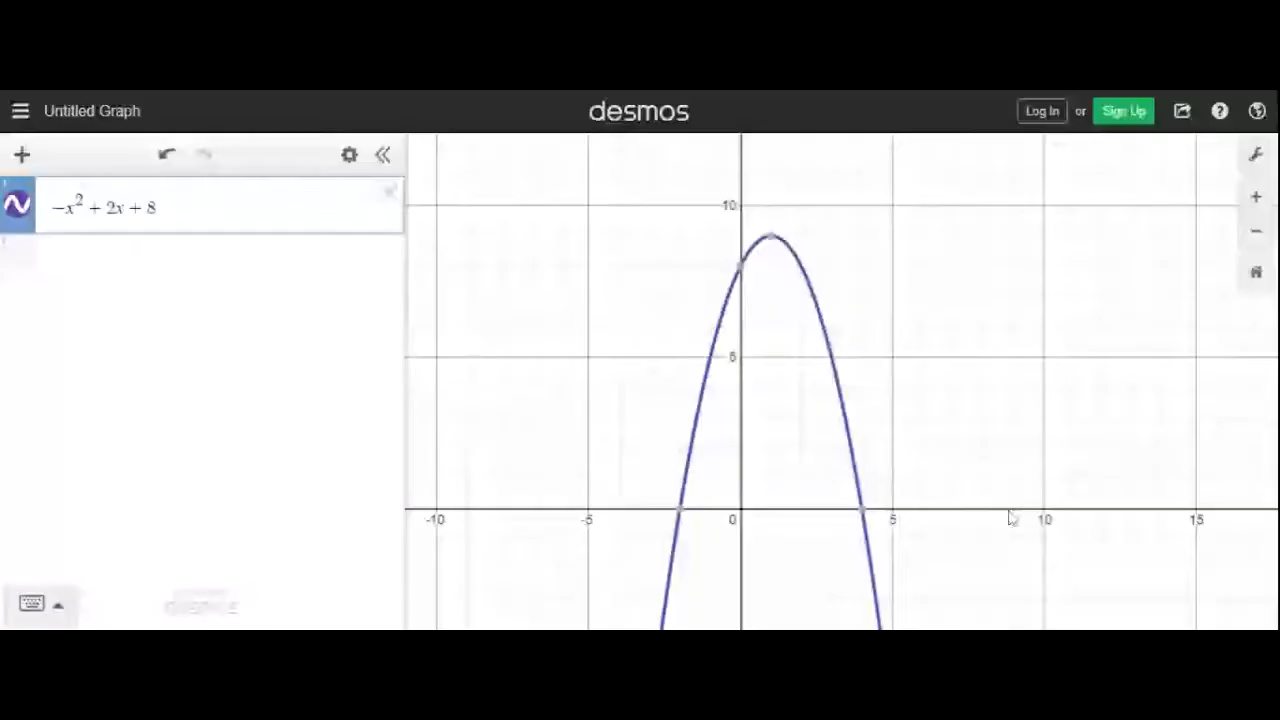 Untitled Graph
desmos
Log In or Sign Up
1
-x² + 2x + 8
10
5
-10 -5 0 5 10 15